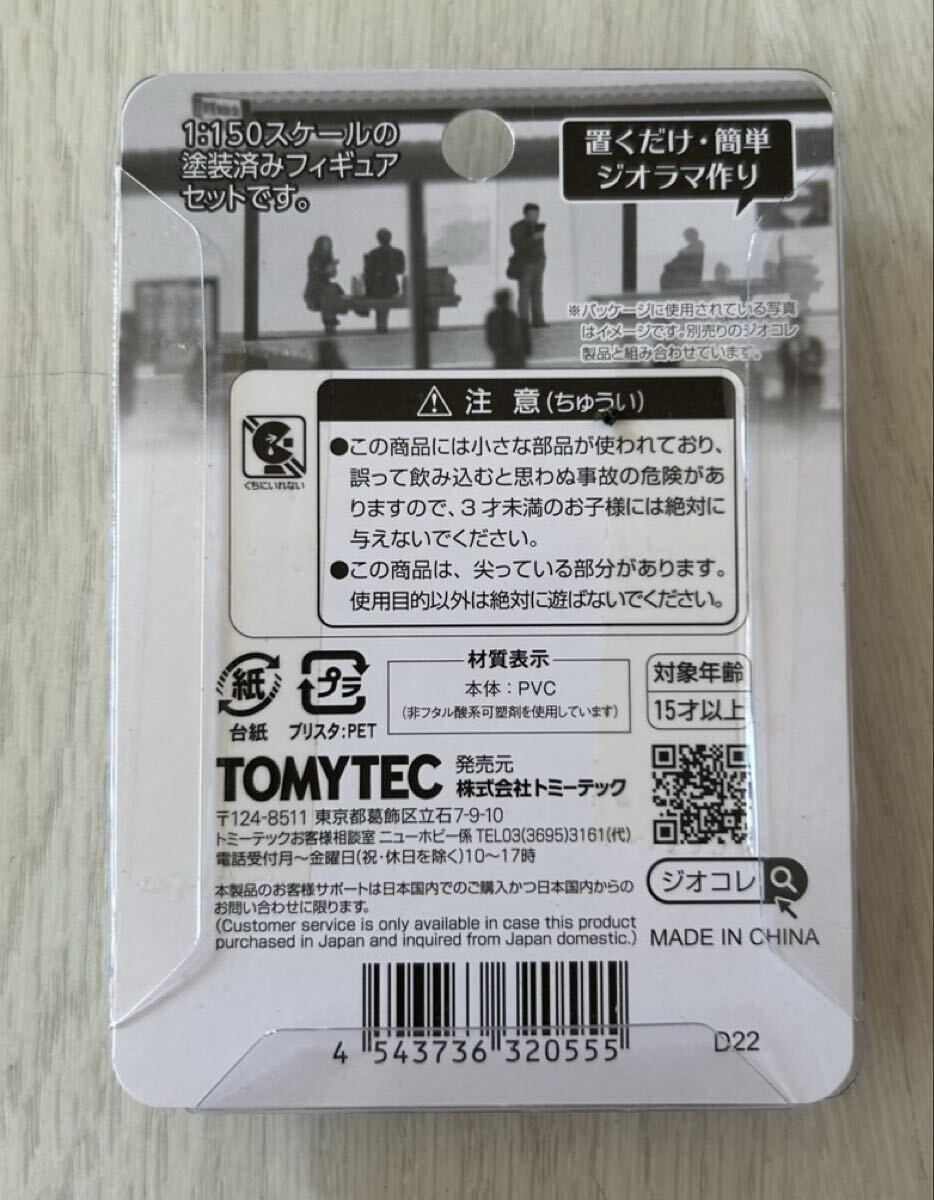 1:150スケールの
塗装済みフィギュア
セットです。
置くだけ・簡単
ジオラマ作り
※パッケージに使用されている写真
はイメージです。別売りのジオコレ
製品と組み合わせています。
注 意(ちゅうい)
くちにいれない
●この商品には小さな部品が使われており、
誤って飲み込むと思わぬ事故の危険があ
りますので、3才未満のお子様には絶対に
与えないでください。
●この商品は、尖っている部分があります。
使用目的以外は絶対に遊ばないでください。
紙
台紙
プラ
ブリスタ:PET
材質表示
本体:PVC
(非フタル酸系可塑剤を使用しています)
対象年齢
15才以上
TOMYTEC 発売元
株式会社トミーテック
〒124-8511 東京都葛飾区立石7-9-10
トミーテックお客様相談室 ニューホビー係 TEL03(3695)3161(代)
電話受付月〜金曜日(祝・休日を除く)10〜17時
ジオコレ
本製品のお客様サポートは日本国内でのご購入かつ日本国内からの
お問い合わせに限ります。
(Customer service is only available in case this product
purchased in Japan and inquired from Japan domestic.)
MADE IN CHINA
4 543736 320555
D22